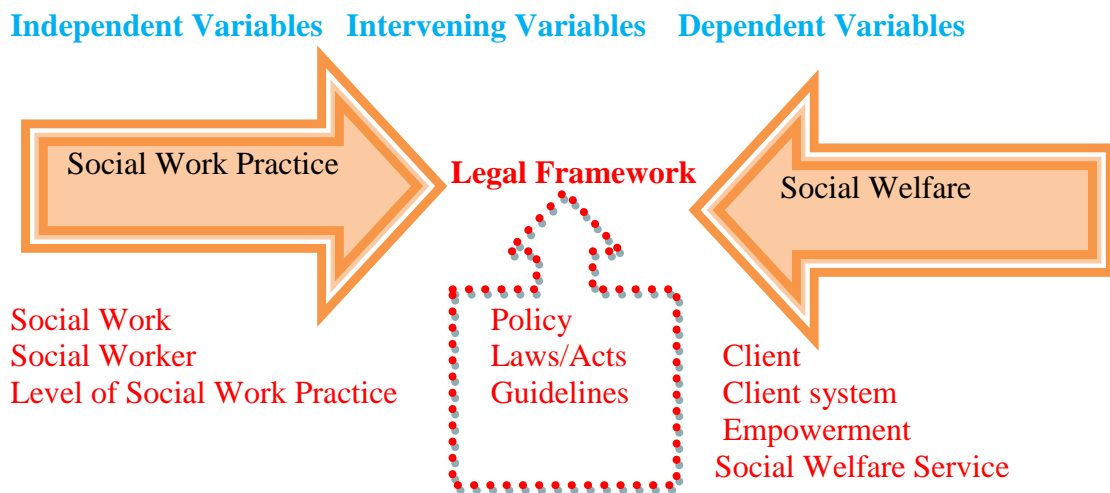 Independent Variables Intervening Variables Dependent Variables
Social Work Practice
Legal Framework
Social Welfare
Social Work
Social Worker
Level of Social Work Practice
Policy
Laws/Acts
Guidelines
Client
Client system
Empowerment
Social Welfare Service